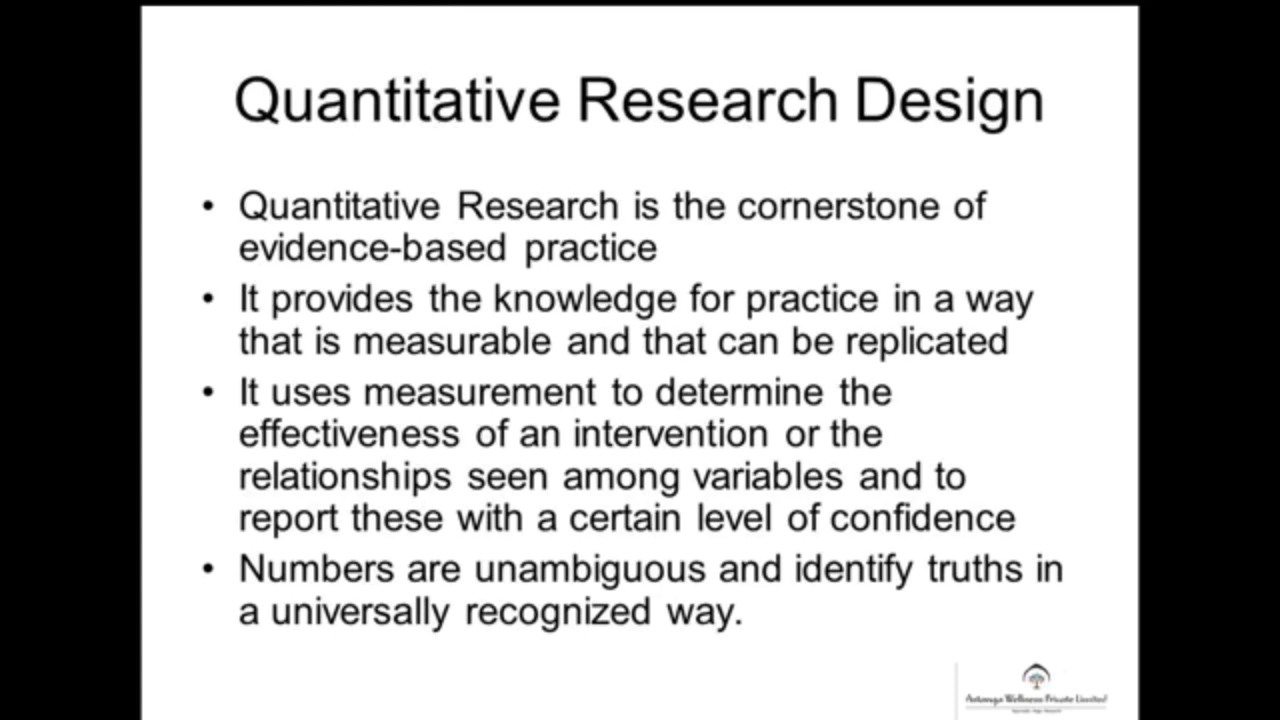 Quantitative Research Design
• Quantitative Research is the cornerstone of
evidence-based practice
• It provides the knowledge for practice in a way
that is measurable and that can be replicated
• It uses measurement to determine the
effectiveness of an intervention or the
relationships seen among variables and to
report these with a certain level of confidence
• Numbers are unambiguous and identify truths in
a universally recognized way.
Wellness Private Limited